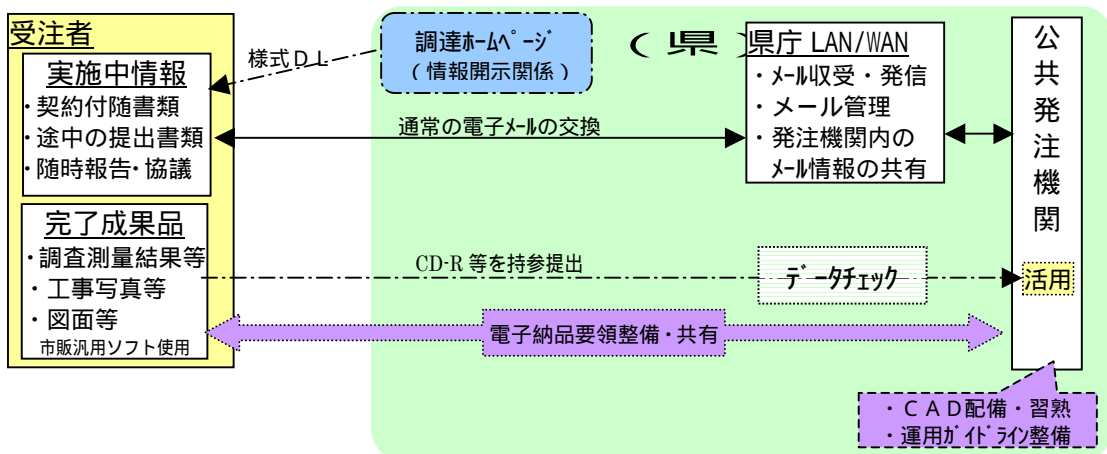 受注者
実施中情報
・契約付随書類
・途中の提出書類
・随時報告・協議
完了成果品
・調査測量結果等
・工事写真等
・図面等
市販汎用ソフト使用
様式ＤＬ
調達ﾎｰﾑﾍﾟｰｼﾞ
（情報開示関係）
（県）
県庁 LAN/WAN
・ﾒｰﾙ収受・発信
・メール管理
・発注機関内の
ﾒｰﾙ情報の共有
通常の電子ﾒｰﾙの交換
CD-R 等を持参提出
ﾃﾞｰﾀﾁｪｯｸ
電子納品要領整備・共有
公共発注機関
活用
・ＣＡＤ配備・習熟
・運用ｶﾞｲﾄﾞﾗｲﾝ整備